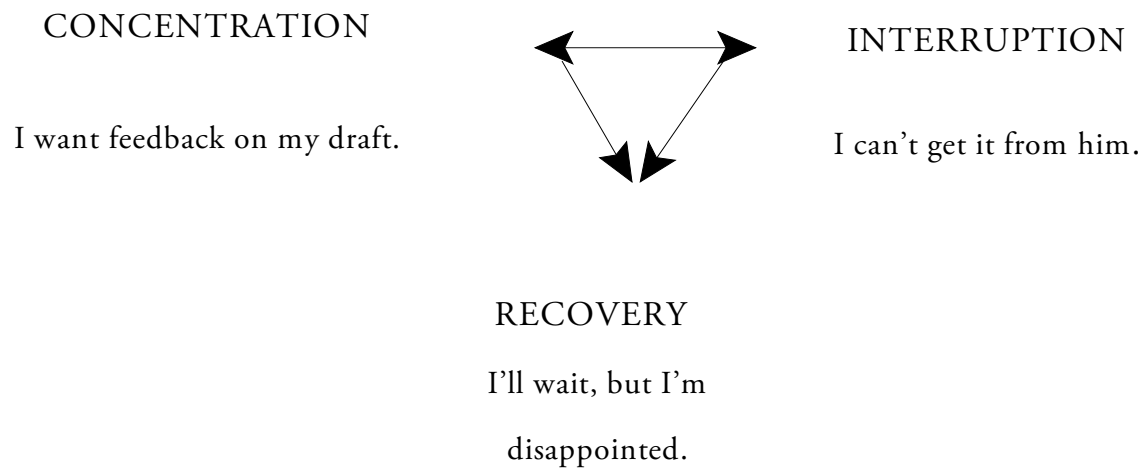 CONCENTRATION
I want feedback on my draft.
INTERRUPTION
I can’t get it from him.
RECOVERY
I’ll wait, but I’m
disappointed.